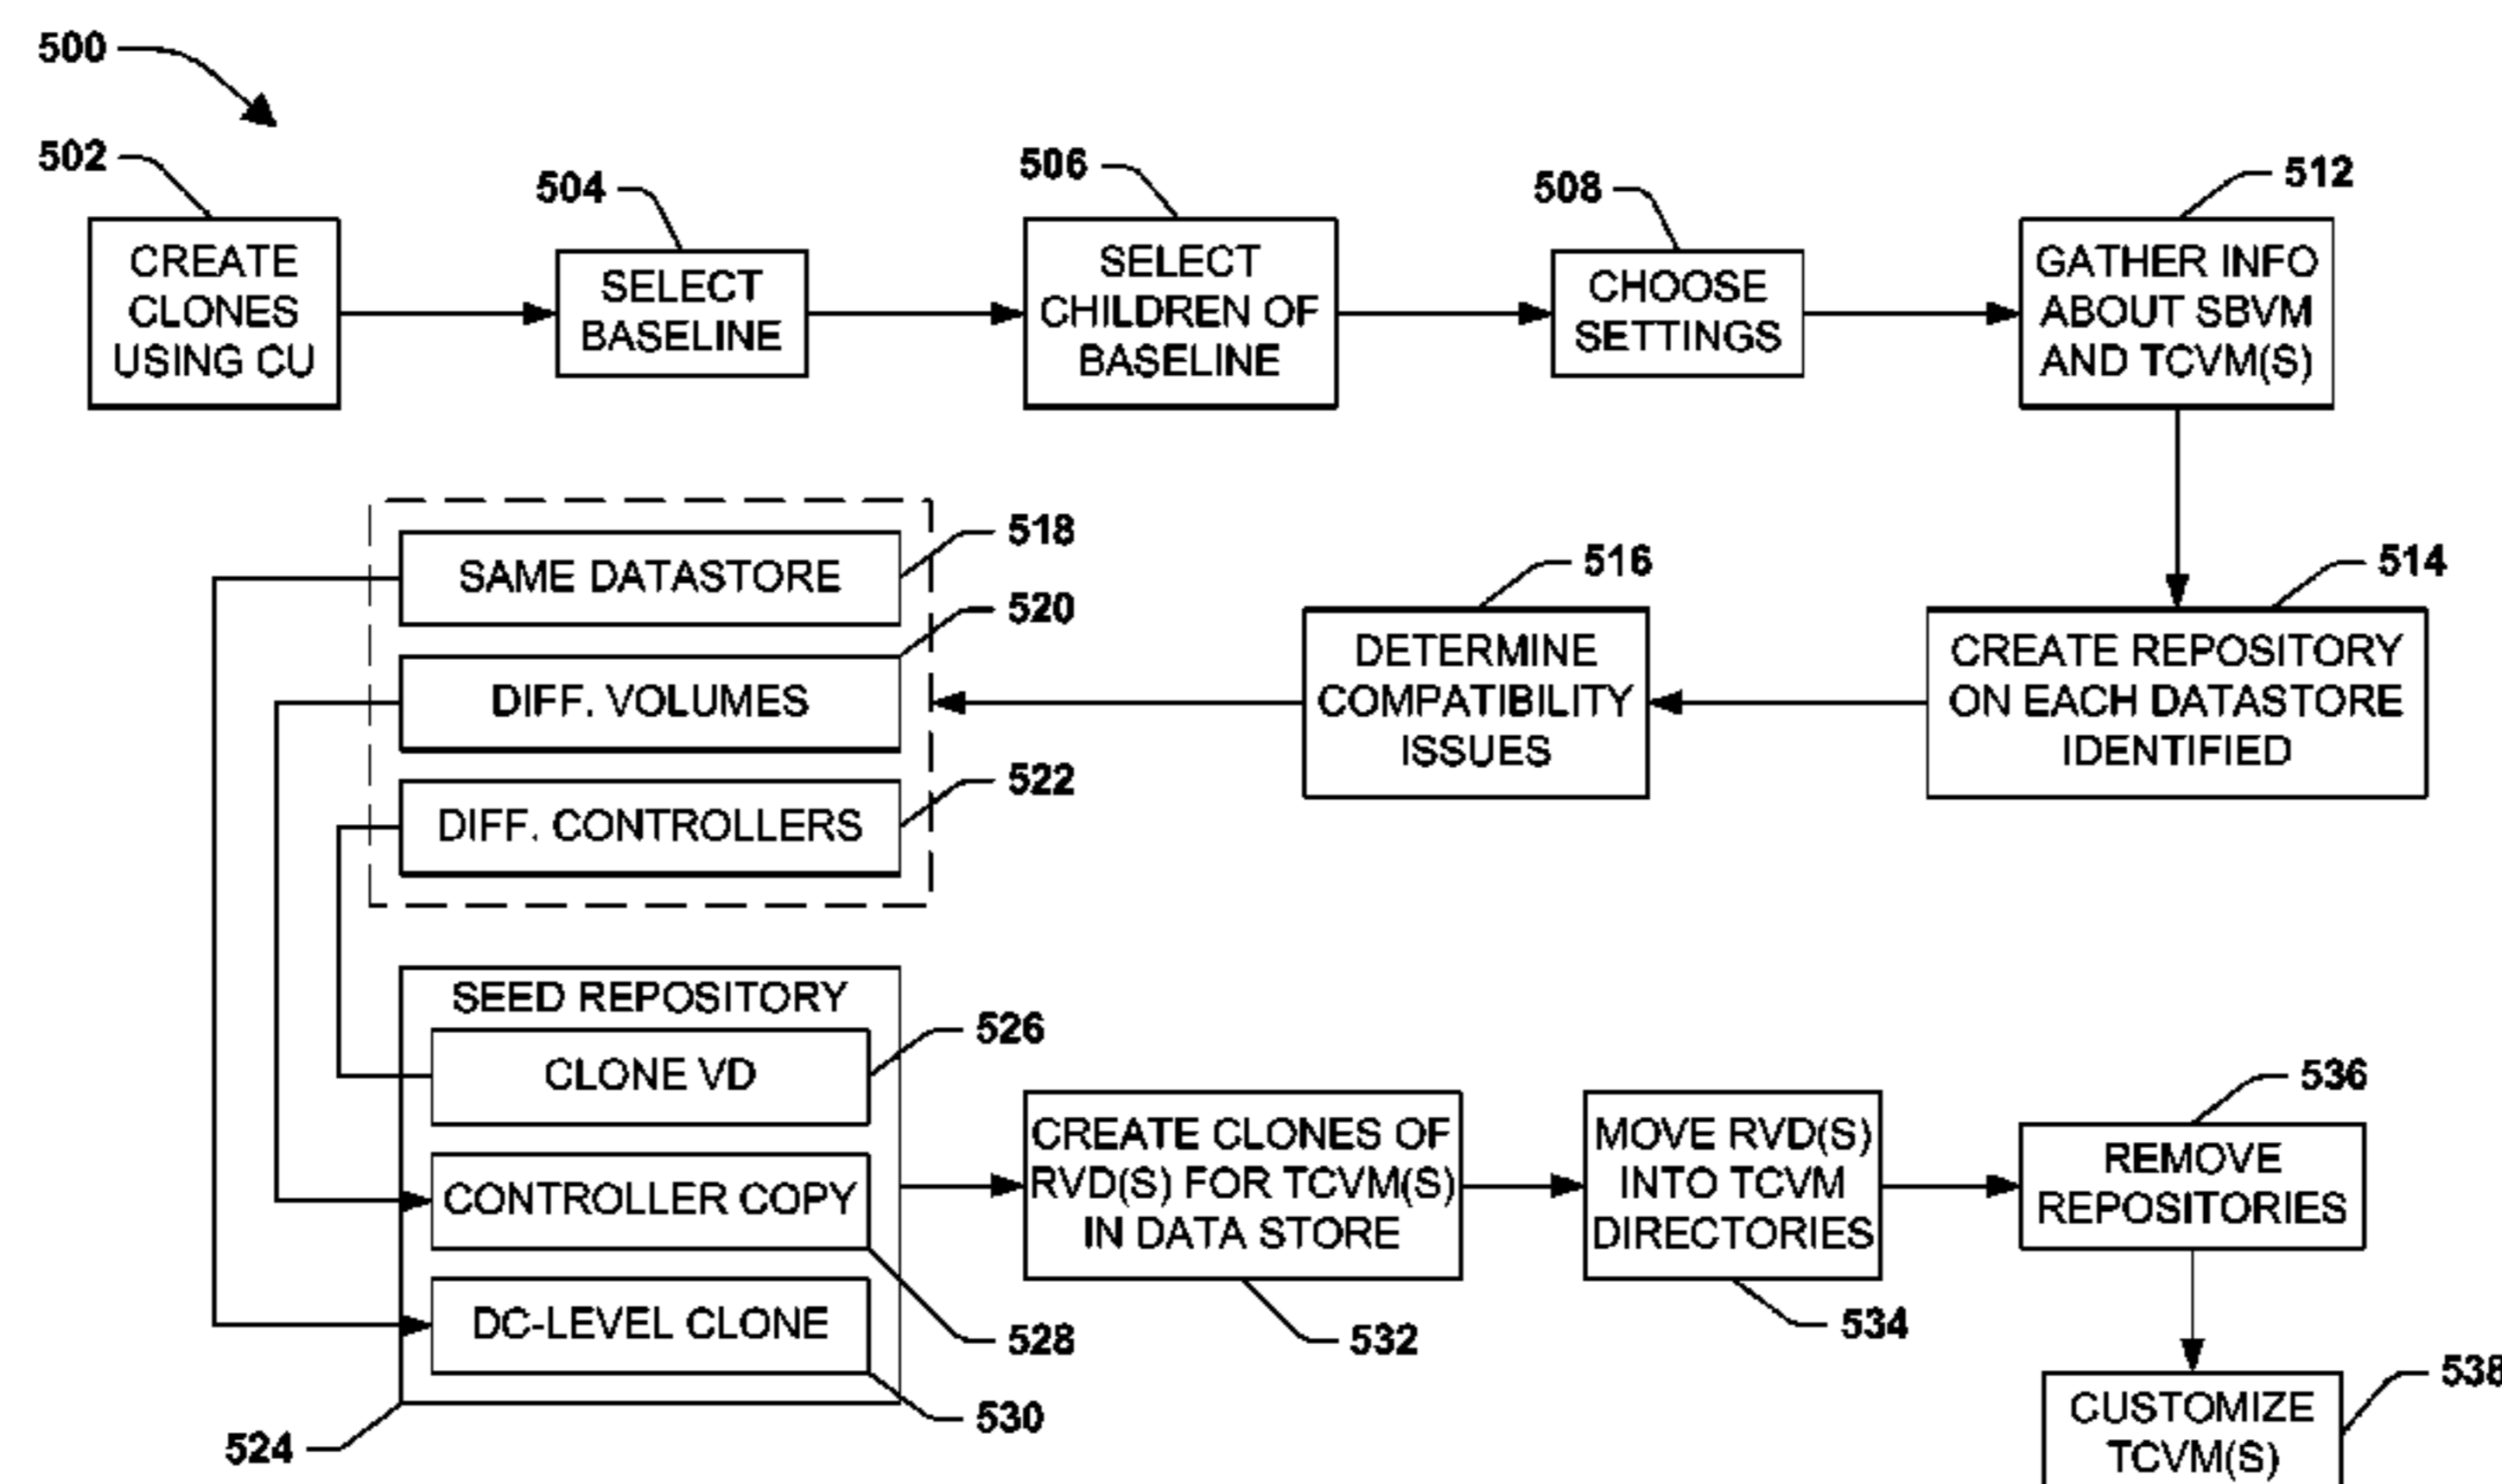 500
502
504
506
508
512
CREATE
CLONES
USING CU
SELECT
BASELINE
SELECT
CHILDREN OF
BASELINE
CHOOSE
SETTINGS
GATHER INFO
ABOUT SBVM
AND TCVM(S)
518
SAME DATASTORE
520
DIFF. VOLUMES
522
DIFF. CONTROLLERS
516
DETERMINE
COMPATIBILITY
ISSUES
514
CREATE REPOSITORY
ON EACH DATASTORE
IDENTIFIED
SEED REPOSITORY
526
CLONE VD
CONTROLLER COPY
528
DC-LEVEL CLONE
530
524
CREATE CLONES OF
RVD(S) FOR TCVM(S)
IN DATA STORE
532
MOVE RVD(S)
INTO TCVM
DIRECTORIES
534
536
REMOVE
REPOSITORIES
538
CUSTOMIZE
TCVM(S)